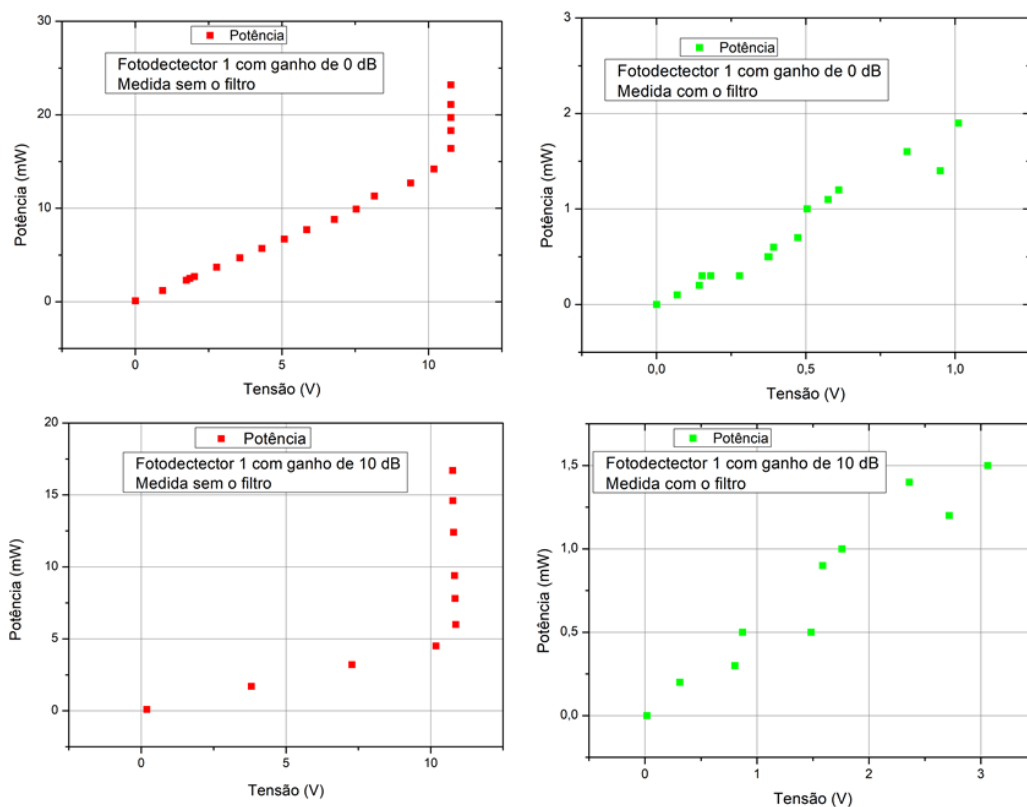 30
20
10
0
0
5
10
Potência (mW)
Tensão (V)
Potência
Fotodectector 1 com ganho de 0 dB
Medida sem o filtro
3
2
1
0
0,0
0,5
1,0
Potência (mW)
Tensão (V)
Potência
Fotodectector 1 com ganho de 0 dB
Medida com o filtro
20
15
10
5
0
0
5
10
Potência (mW)
Tensão (V)
Potência
Fotodectector 1 com ganho de 10 dB
Medida sem o filtro
1,5
1,0
0,5
0,0
0
1
2
3
Potência (mW)
Tensão (V)
Potência
Fotodectector 1 com ganho de 10 dB
Medida com o filtro